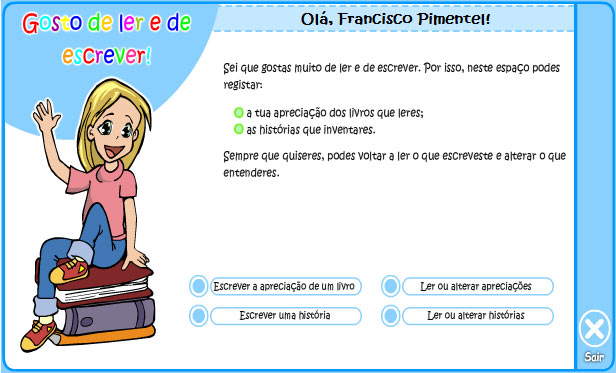 Gosto de ler e de
escrever!
Olá, Francisco Pimentel!
Sei que gostas muito de ler e de escrever. Por isso, neste espaço podes
registar:
a tua apreciação dos livros que leres;
as histórias que inventares.
Sempre que quiseres, podes voltar a ler o que escreveste e alterar o que
entenderes.
Escrever a apreciação de um livro
Ler ou alterar apreciações
Escrever uma história
Ler ou alterar histórias
Sair